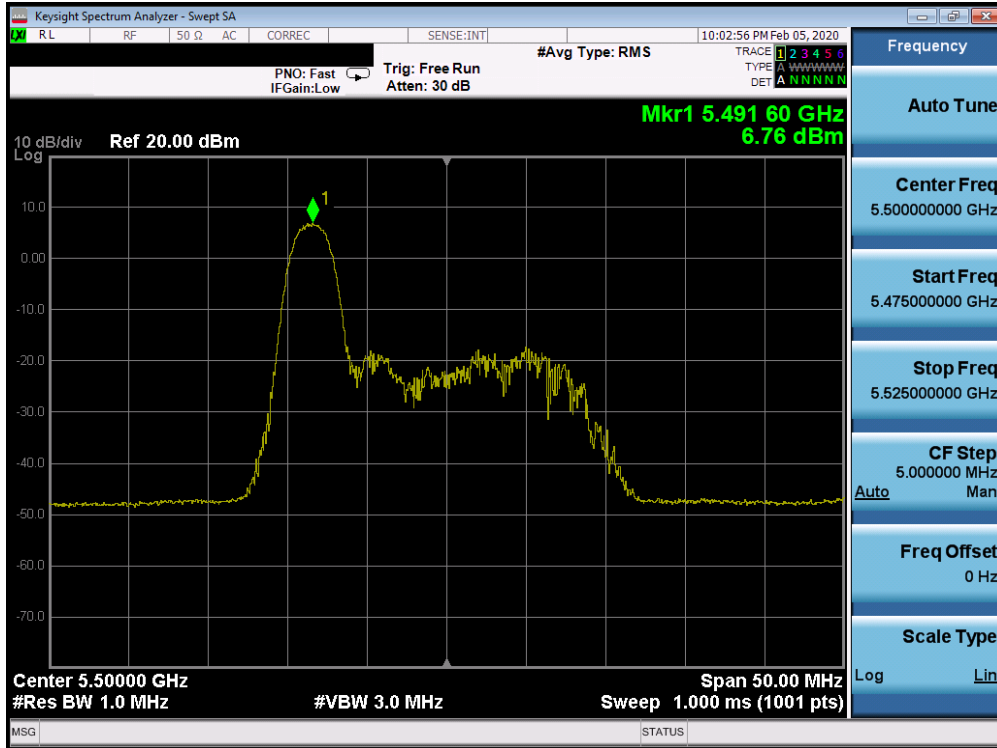 Keysight Spectrum Analyzer - Swept SA
LXI RL RF 50 Ω AC CORREC SENSE:INT 10:02:56 PM Feb 05, 2020
#Avg Type: RMS TRACE 1 2 3 4 5 6
PNO: Fast Trig: Free Run TYPE A WWWWW
IFGain:Low Atten: 30 dB DET A N N N N N
Mkr1 5.491 60 GHz
6.76 dBm
10 dB/div Ref 20.00 dBm
Log
1
10.0
0.00
-10.0
-20.0
-30.0
-40.0
-50.0
-60.0
-70.0
Center 5.50000 GHz Span 50.00 MHz
#Res BW 1.0 MHz #VBW 3.0 MHz Sweep 1.000 ms (1001 pts)
MSG STATUS
Frequency
Auto Tune
Center Freq
5.500000000 GHz
Start Freq
5.475000000 GHz
Stop Freq
5.525000000 GHz
CF Step
5.000000 MHz
Auto Man
Freq Offset
0 Hz
Scale Type
Log Lin